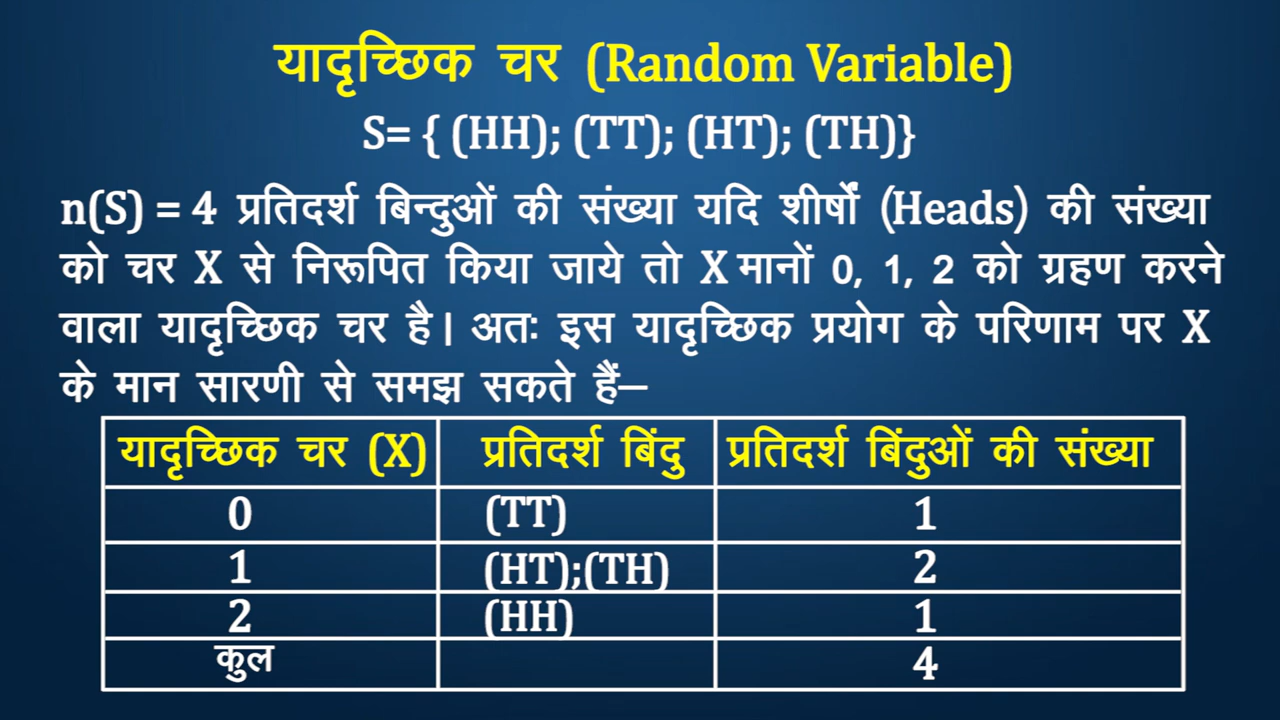 यादृच्छिक चर (Random Variable)
S= { (HH); (TT); (HT); (TH)}
n(S) = 4 प्रतिदर्श बिन्दुओं की संख्या यदि शीर्षों (Heads) की संख्या
को चर X से निरूपित किया जाये तो X मानों 0, 1, 2 को ग्रहण करने
वाला यादृच्छिक चर है। अतः इस यादृच्छिक प्रयोग के परिणाम पर X
के मान सारणी से समझ सकते हैं–
यादृच्छिक चर (X) प्रतिदर्श बिंदु प्रतिदर्श बिंदुओं की संख्या
0 (TT) 1
1 (HT);(TH) 2
2 (HH) 1
कुल 4